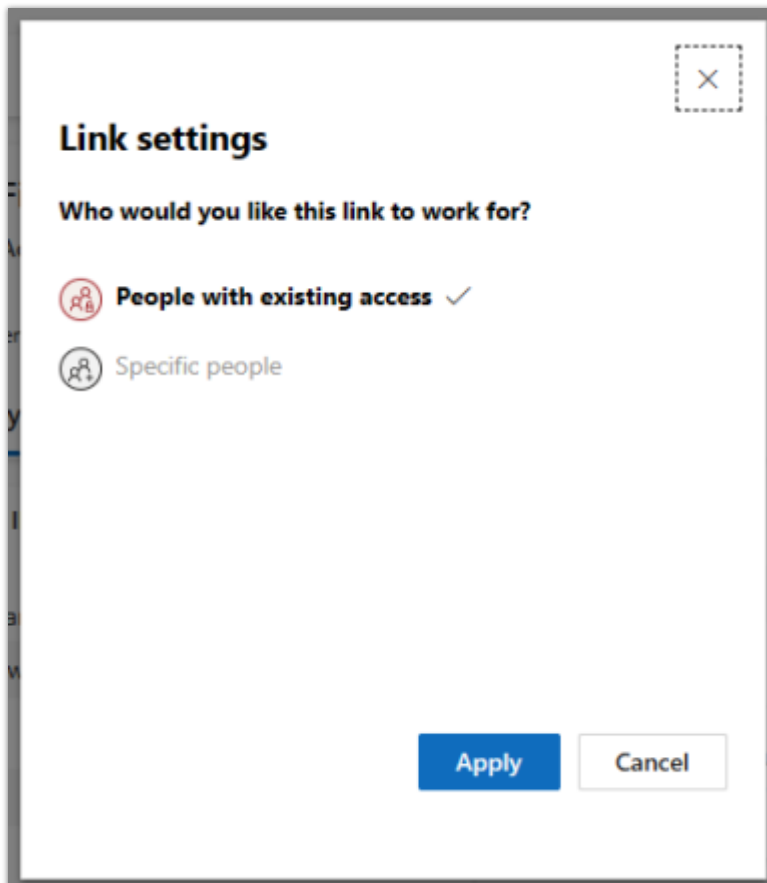 Link settings
Who would you like this link to work for?
People with existing access
Specific people
Apply
Cancel